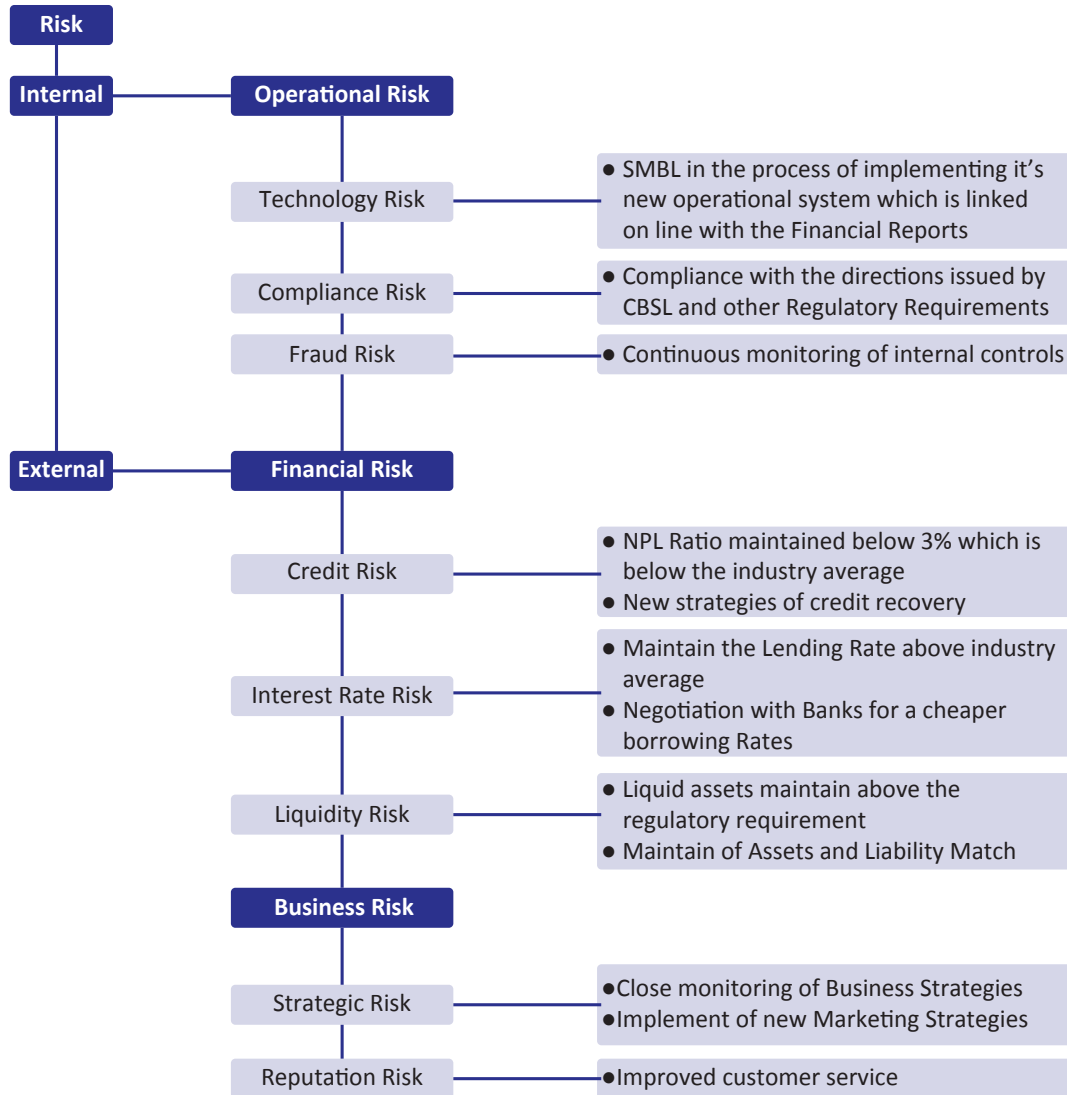 Risk
Internal
Operational Risk
Technology Risk
● SMBL in the process of implementing it's
new operational system which is linked
on line with the Financial Reports
Compliance Risk
● Compliance with the directions issued by
CBSL and other Regulatory Requirements
Fraud Risk
● Continuous monitoring of internal controls
External
Financial Risk
Credit Risk
● NPL Ratio maintained below 3% which is
below the industry average
● New strategies of credit recovery
Interest Rate Risk
● Maintain the Lending Rate above industry
average
● Negotiation with Banks for a cheaper
borrowing Rates
Liquidity Risk
● Liquid assets maintain above the
regulatory requirement
● Maintain of Assets and Liability Match
Business Risk
Strategic Risk
●Close monitoring of Business Strategies
●Implement of new Marketing Strategies
Reputation Risk
●Improved customer service